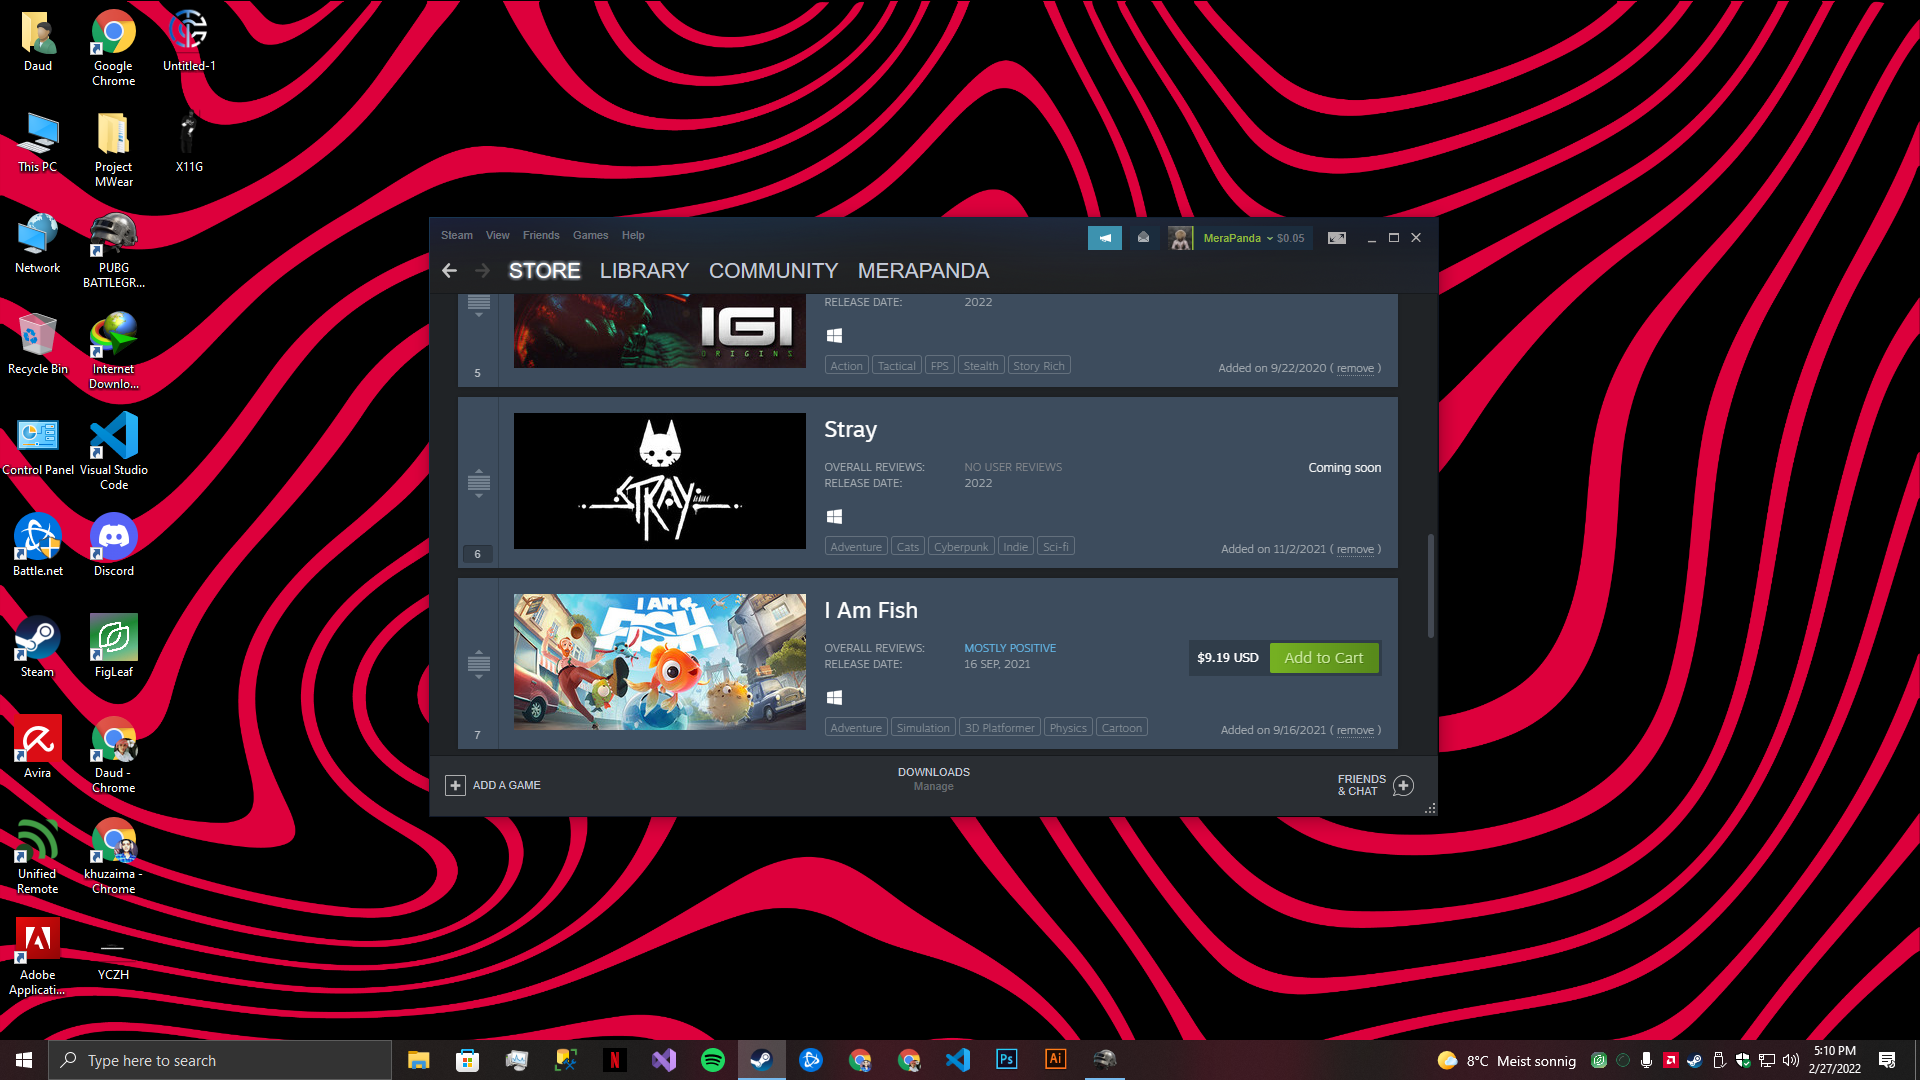 Daud
Google
Chrome
Untitled-1
This PC
Project
MWear
X11G
Network
PUBG
BATTLEGR...
Recycle Bin
Internet
Downlo...
Control Panel
Visual Studio
Code
Battle.net
Discord
Steam
FigLeaf
Avira
Daud -
Chrome
Unified
Remote
khuzaima -
Chrome
Adobe
Applicati...
YCZH
Steam View Friends Games Help
MeraPanda $0.05
STORE LIBRARY COMMUNITY MERAPANDA
IGI
ORIGINS
RELEASE DATE: 2022
Action Tactical FPS Stealth Story Rich
Added on 9/22/2020 ( remove )
5
STRAY
Stray
OVERALL REVIEWS: NO USER REVIEWS
RELEASE DATE: 2022
Coming soon
Adventure Cats Cyberpunk Indie Sci-fi
Added on 11/2/2021 ( remove )
6
I AM
FISH
I Am Fish
OVERALL REVIEWS: MOSTLY POSITIVE
RELEASE DATE: 16 SEP, 2021
$9.19 USD Add to Cart
Adventure Simulation 3D Platformer Physics Cartoon
Added on 9/16/2021 ( remove )
7
ADD A GAME
DOWNLOADS
Manage
FRIENDS
& CHAT
Type here to search
N
Ps
Ai
8°C Meist sonnig
5:10 PM
2/27/2022